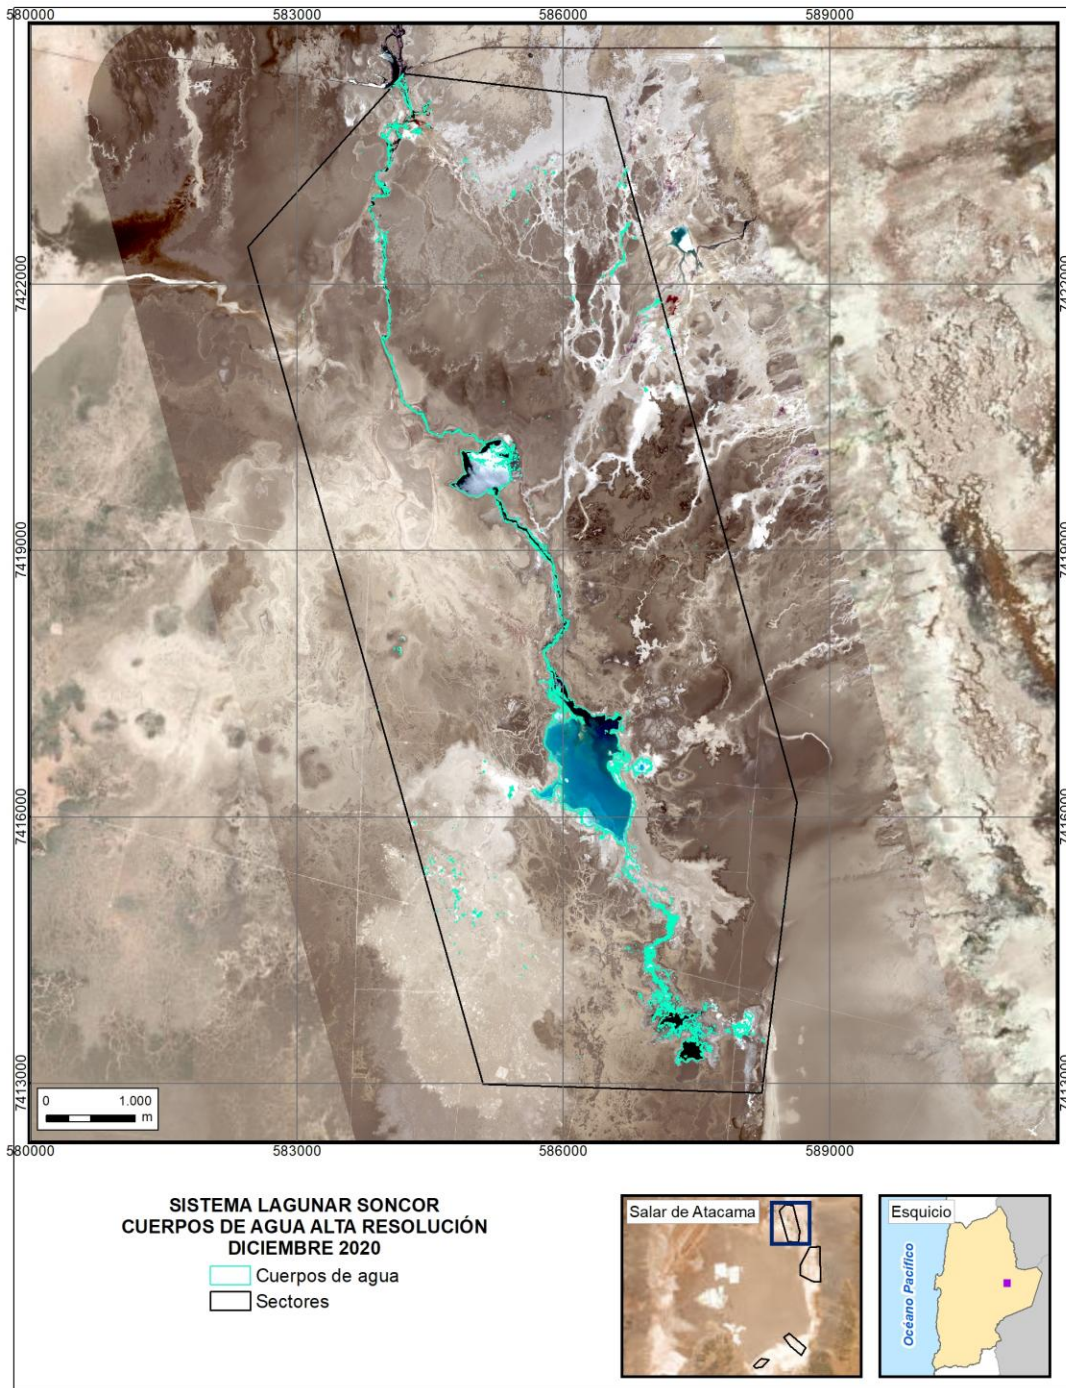 580000 583000 586000 589000
7422000 7422000
7419000 7419000
7416000 7416000
7413000 7413000
0 1.000
m
580000 583000 586000 589000
SISTEMA LAGUNAR SONCOR
CUERPOS DE AGUA ALTA RESOLUCIÓN
DICIEMBRE 2020
Cuerpos de agua
Sectores
Salar de Atacama
Esquicio
Océano Pacífico